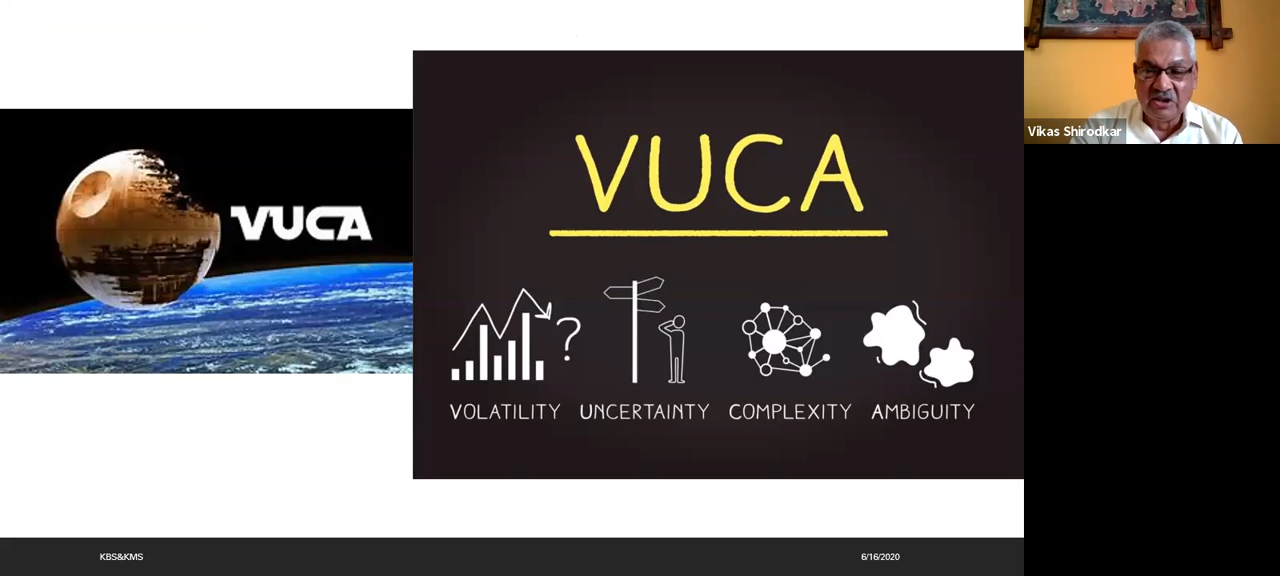 VUCA
VUCA
?
VOLATILITY UNCERTAINTY COMPLEXITY AMBIGUITY
Vikas Shirodkar
KBS&KMS
6/16/2020